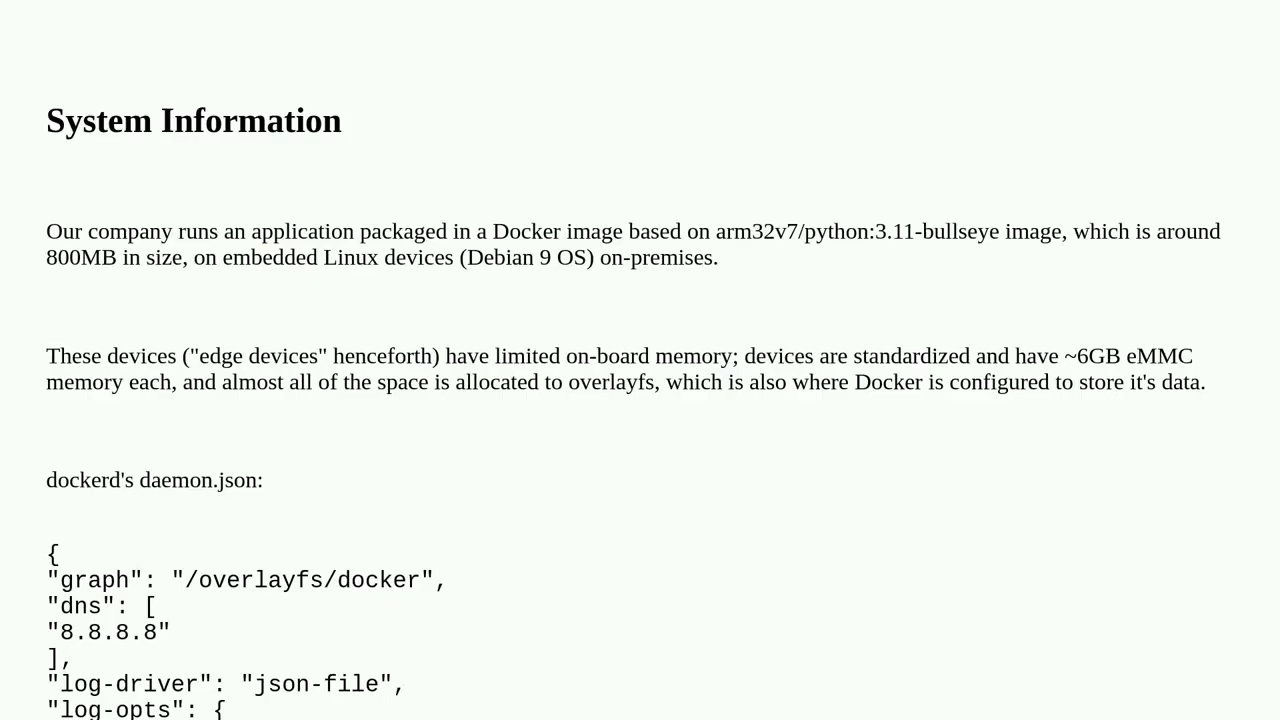 System Information
Our company runs an application packaged in a Docker image based on arm32v7/python:3.11-bullseye image, which is around
800MB in size, on embedded Linux devices (Debian 9 OS) on-premises.
These devices ("edge devices" henceforth) have limited on-board memory; devices are standardized and have ~6GB eMMC
memory each, and almost all of the space is allocated to overlayfs, which is also where Docker is configured to store it's data.
dockerd's daemon.json:
{
"graph": "/overlayfs/docker",
"dns": [
"8.8.8.8"
],
"log-driver": "json-file",
"log-opts": {